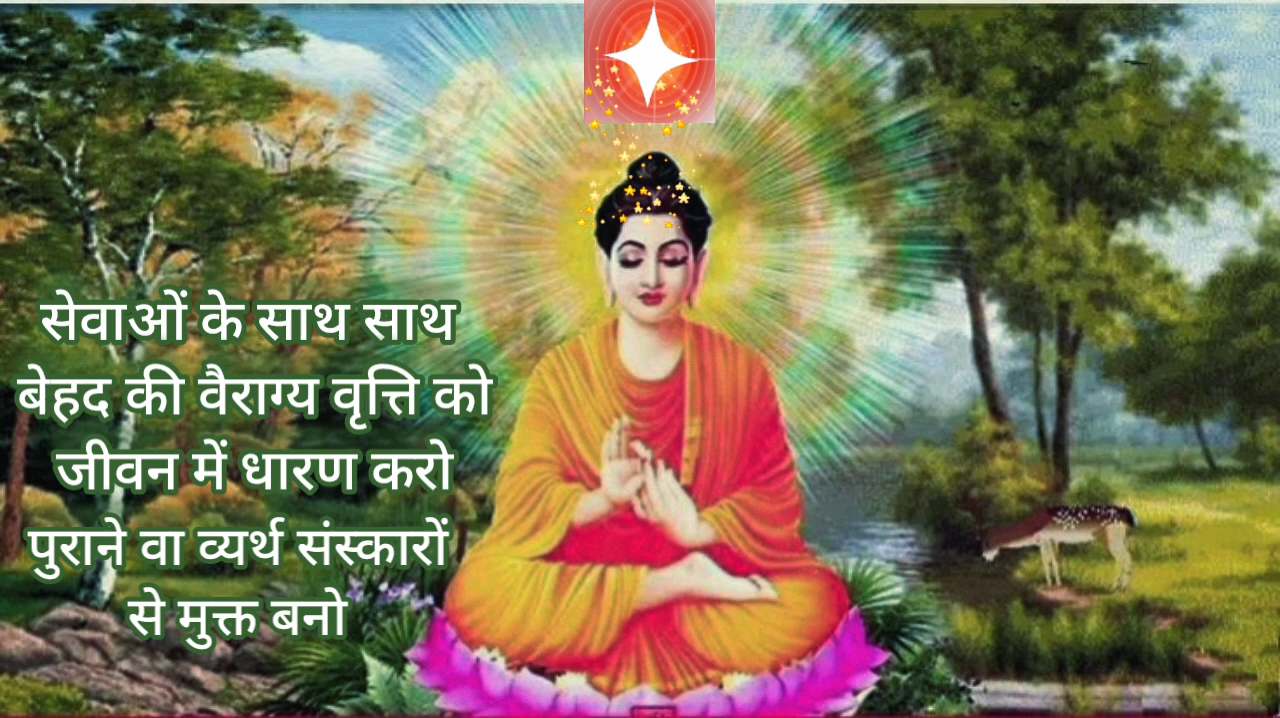 सेवाओं के साथ साथ
बेहद की वैराग्य वृत्ति को
जीवन में धारण करो
पुराने वा व्यर्थ संस्कारों
से मुक्त बनो